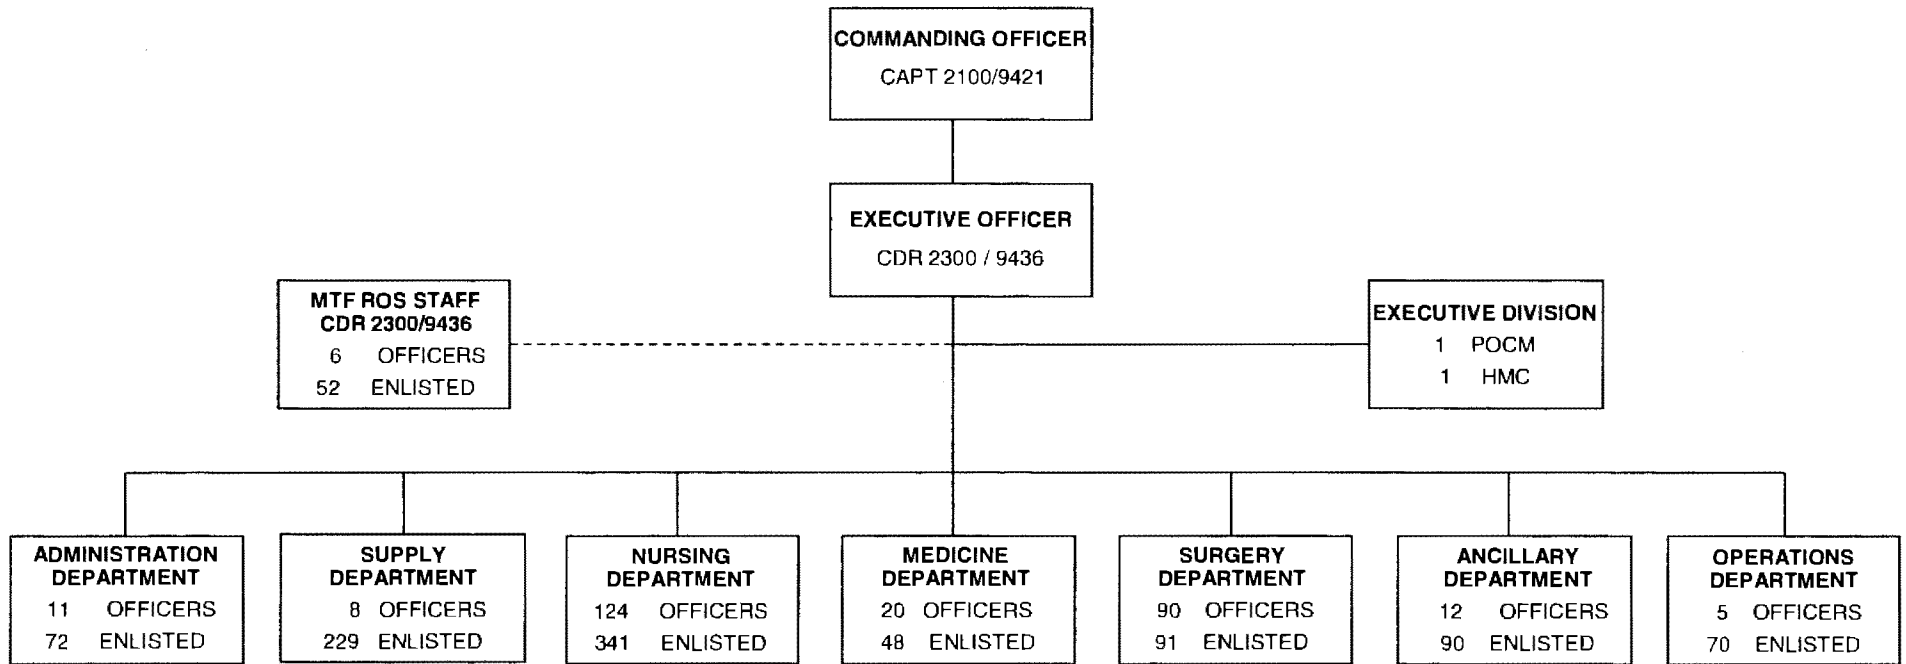 COMMANDING OFFICER
CAPT 2100/9421
EXECUTIVE OFFICER
CDR 2300 / 9436
MTF ROS STAFF
CDR 2300/9436
6 OFFICERS
52 ENLISTED
EXECUTIVE DIVISION
1 POCM
1 HMC
ADMINISTRATION
DEPARTMENT
11 OFFICERS
72 ENLISTED
SUPPLY
DEPARTMENT
8 OFFICERS
229 ENLISTED
NURSING
DEPARTMENT
124 OFFICERS
341 ENLISTED
MEDICINE
DEPARTMENT
20 OFFICERS
48 ENLISTED
SURGERY
DEPARTMENT
90 OFFICERS
91 ENLISTED
ANCILLARY
DEPARTMENT
12 OFFICERS
90 ENLISTED
OPERATIONS
DEPARTMENT
5 OFFICERS
70 ENLISTED